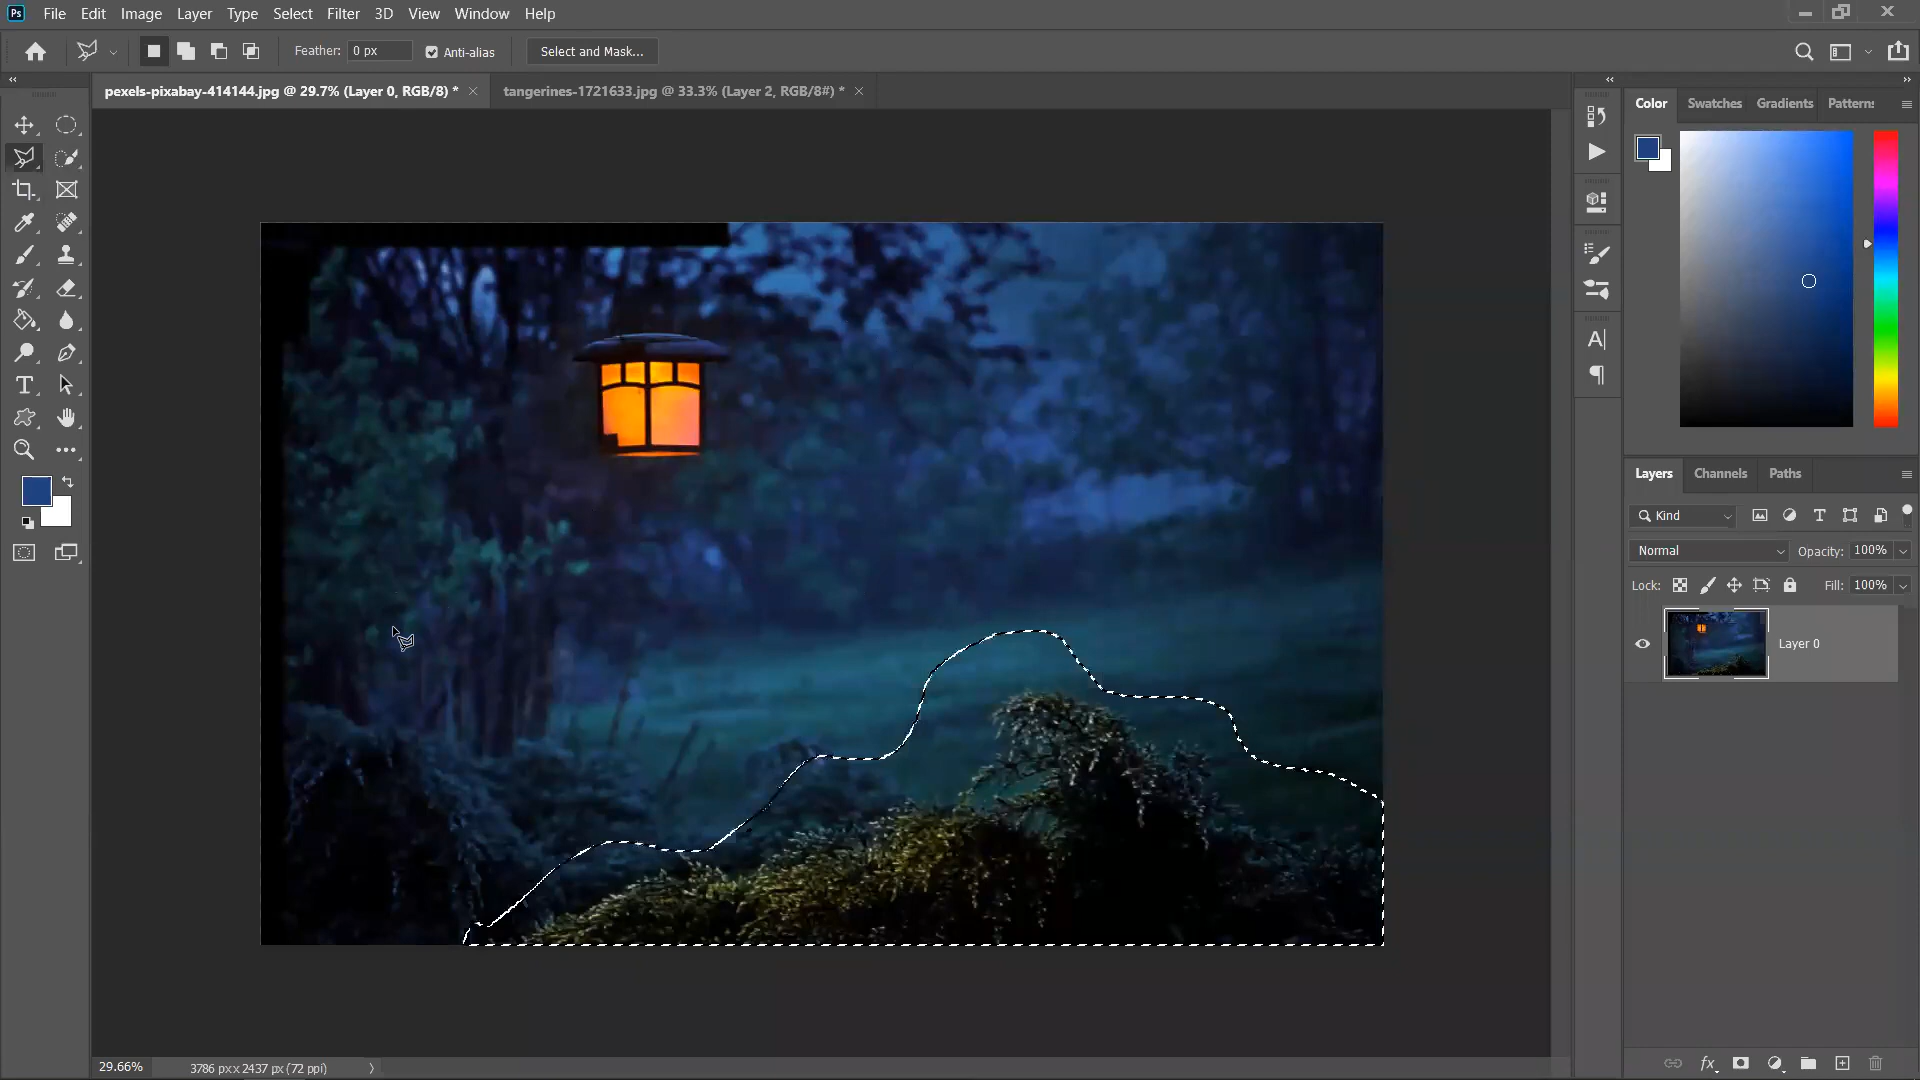 Ps File Edit Image Layer Type Select Filter 3D View Window Help
Feather: 0 px Anti-alias Select and Mask...
pexels-pixabay-414144.jpg @ 29.7% (Layer 0, RGB/8) * tangerines-1721633.jpg @ 33.3% (Layer 2, RGB/8#) *
Color Swatches Gradients Patterns
Layers Channels Paths
Kind
Normal Opacity: 100%
Lock: Fill: 100%
Layer 0
29.66% 3786 px x 2437 px (72 ppi)